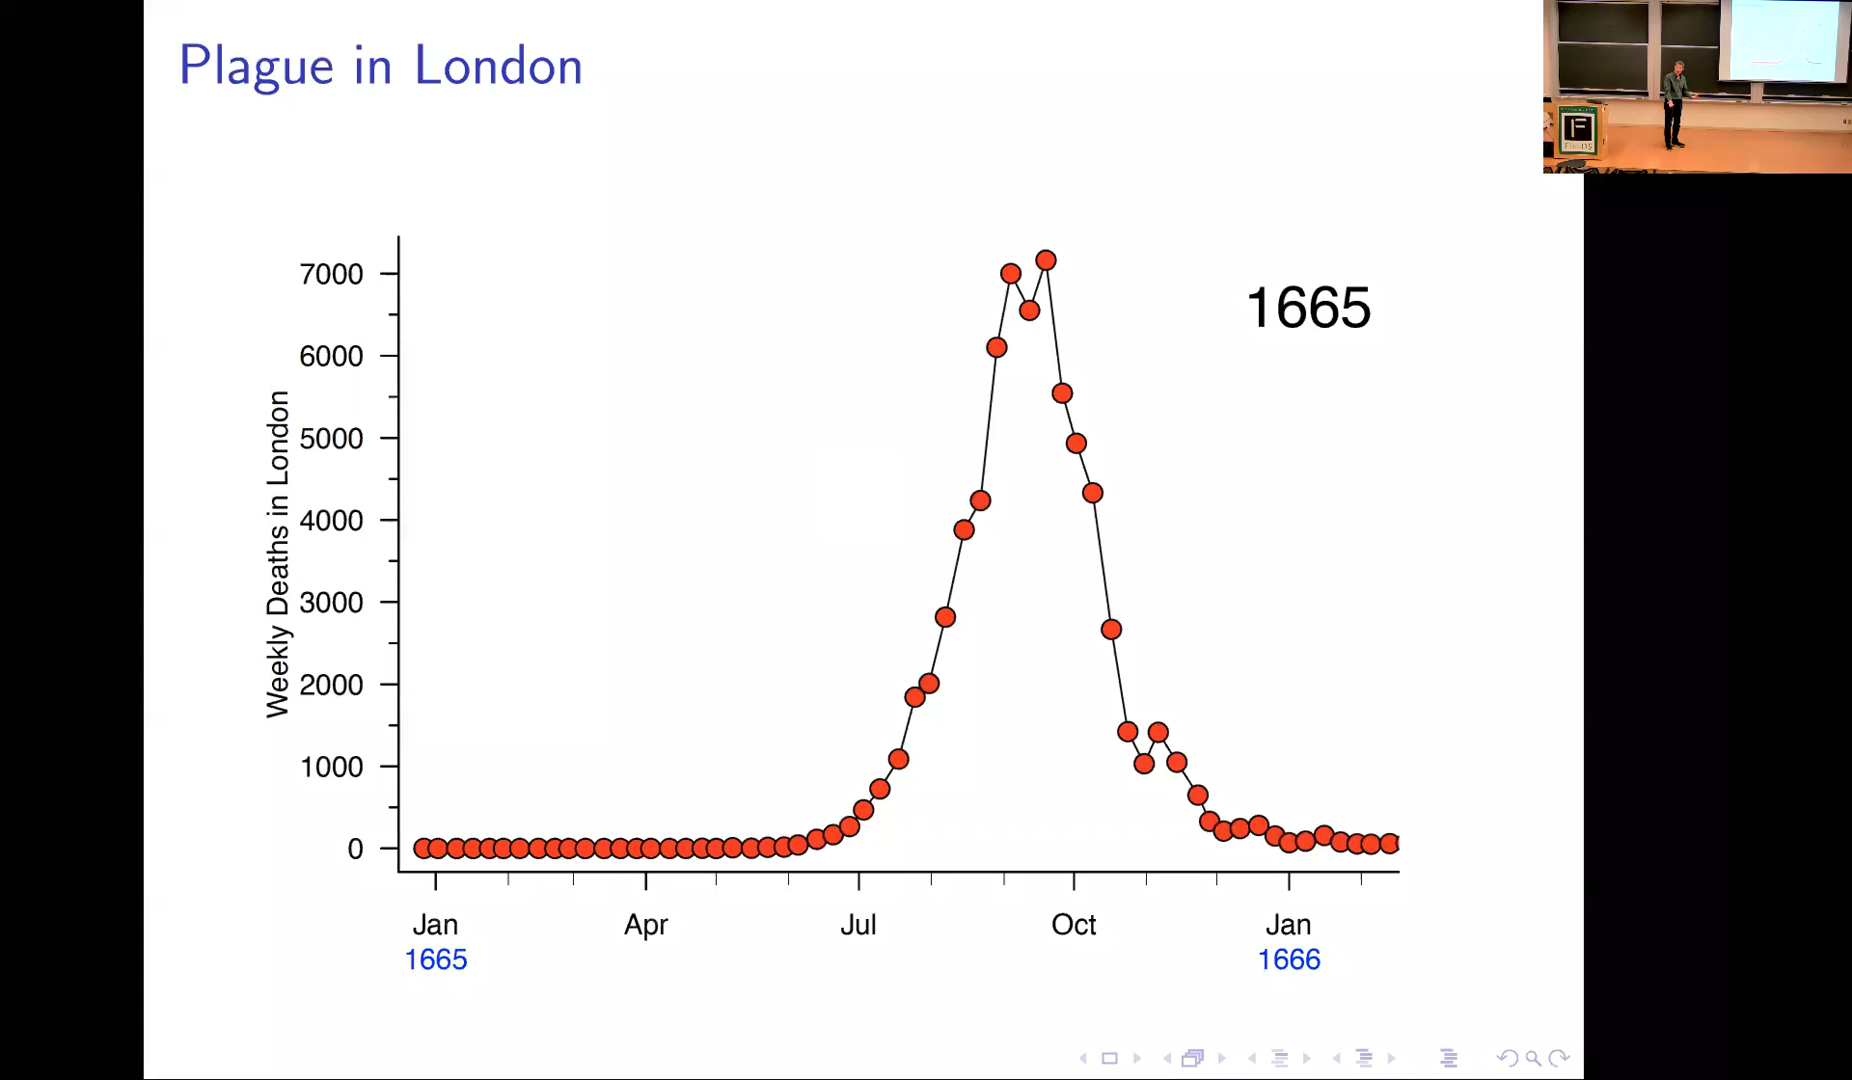 Plague in London
1665
7000
6000
5000
4000
3000
2000
1000
0
Weekly Deaths in London
Jan Apr Jul Oct Jan
1665 1666
F
FIELDS